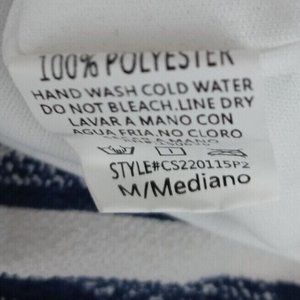 100% POLYESTER
HAND WASH COLD WATER
DO NOT BLEACH.LINE DRY
LAVAR A MANO CON
AGUA FRIA.NO CLORO
A MANO
STYLE#CS220115P2
M/Mediano